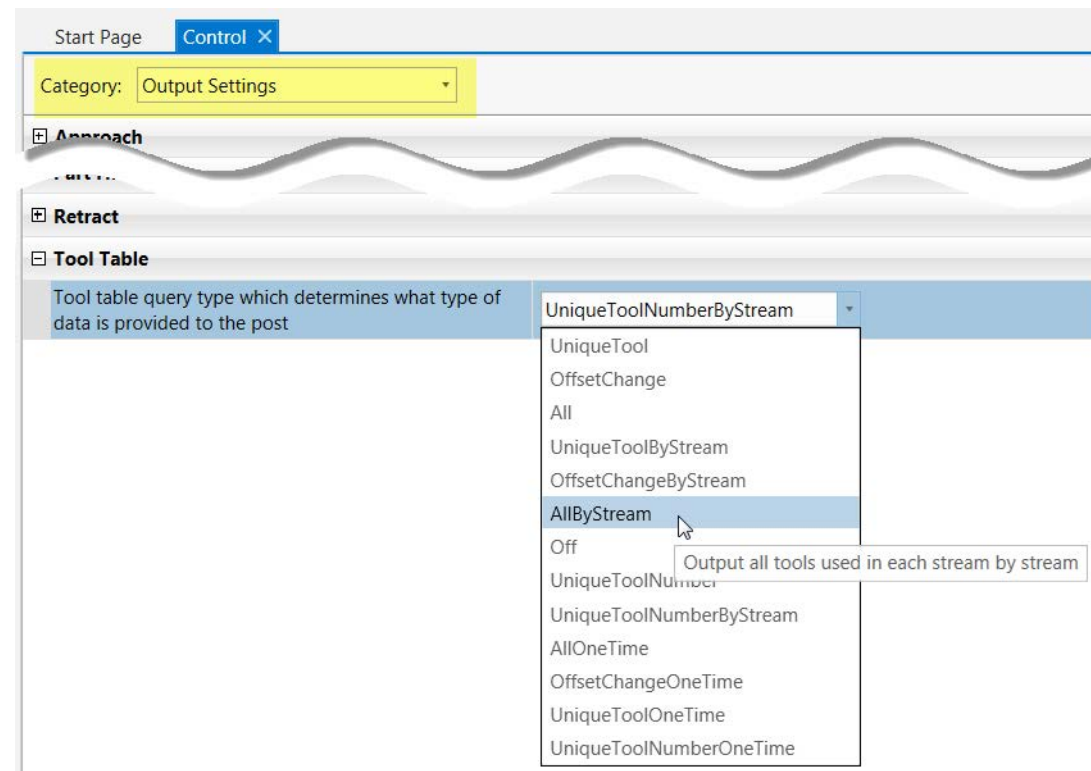 Start Page Control ×
Category: Output Settings
Approach
Retract
Tool Table
Tool table query type which determines what type of
data is provided to the post
UniqueToolNumberByStream
UniqueTool
OffsetChange
All
UniqueToolByStream
OffsetChangeByStream
AllByStream
Off
Output all tools used in each stream by stream
UniqueToolNumber
UniqueToolNumberByStream
AllOneTime
OffsetChangeOneTime
UniqueToolOneTime
UniqueToolNumberOneTime